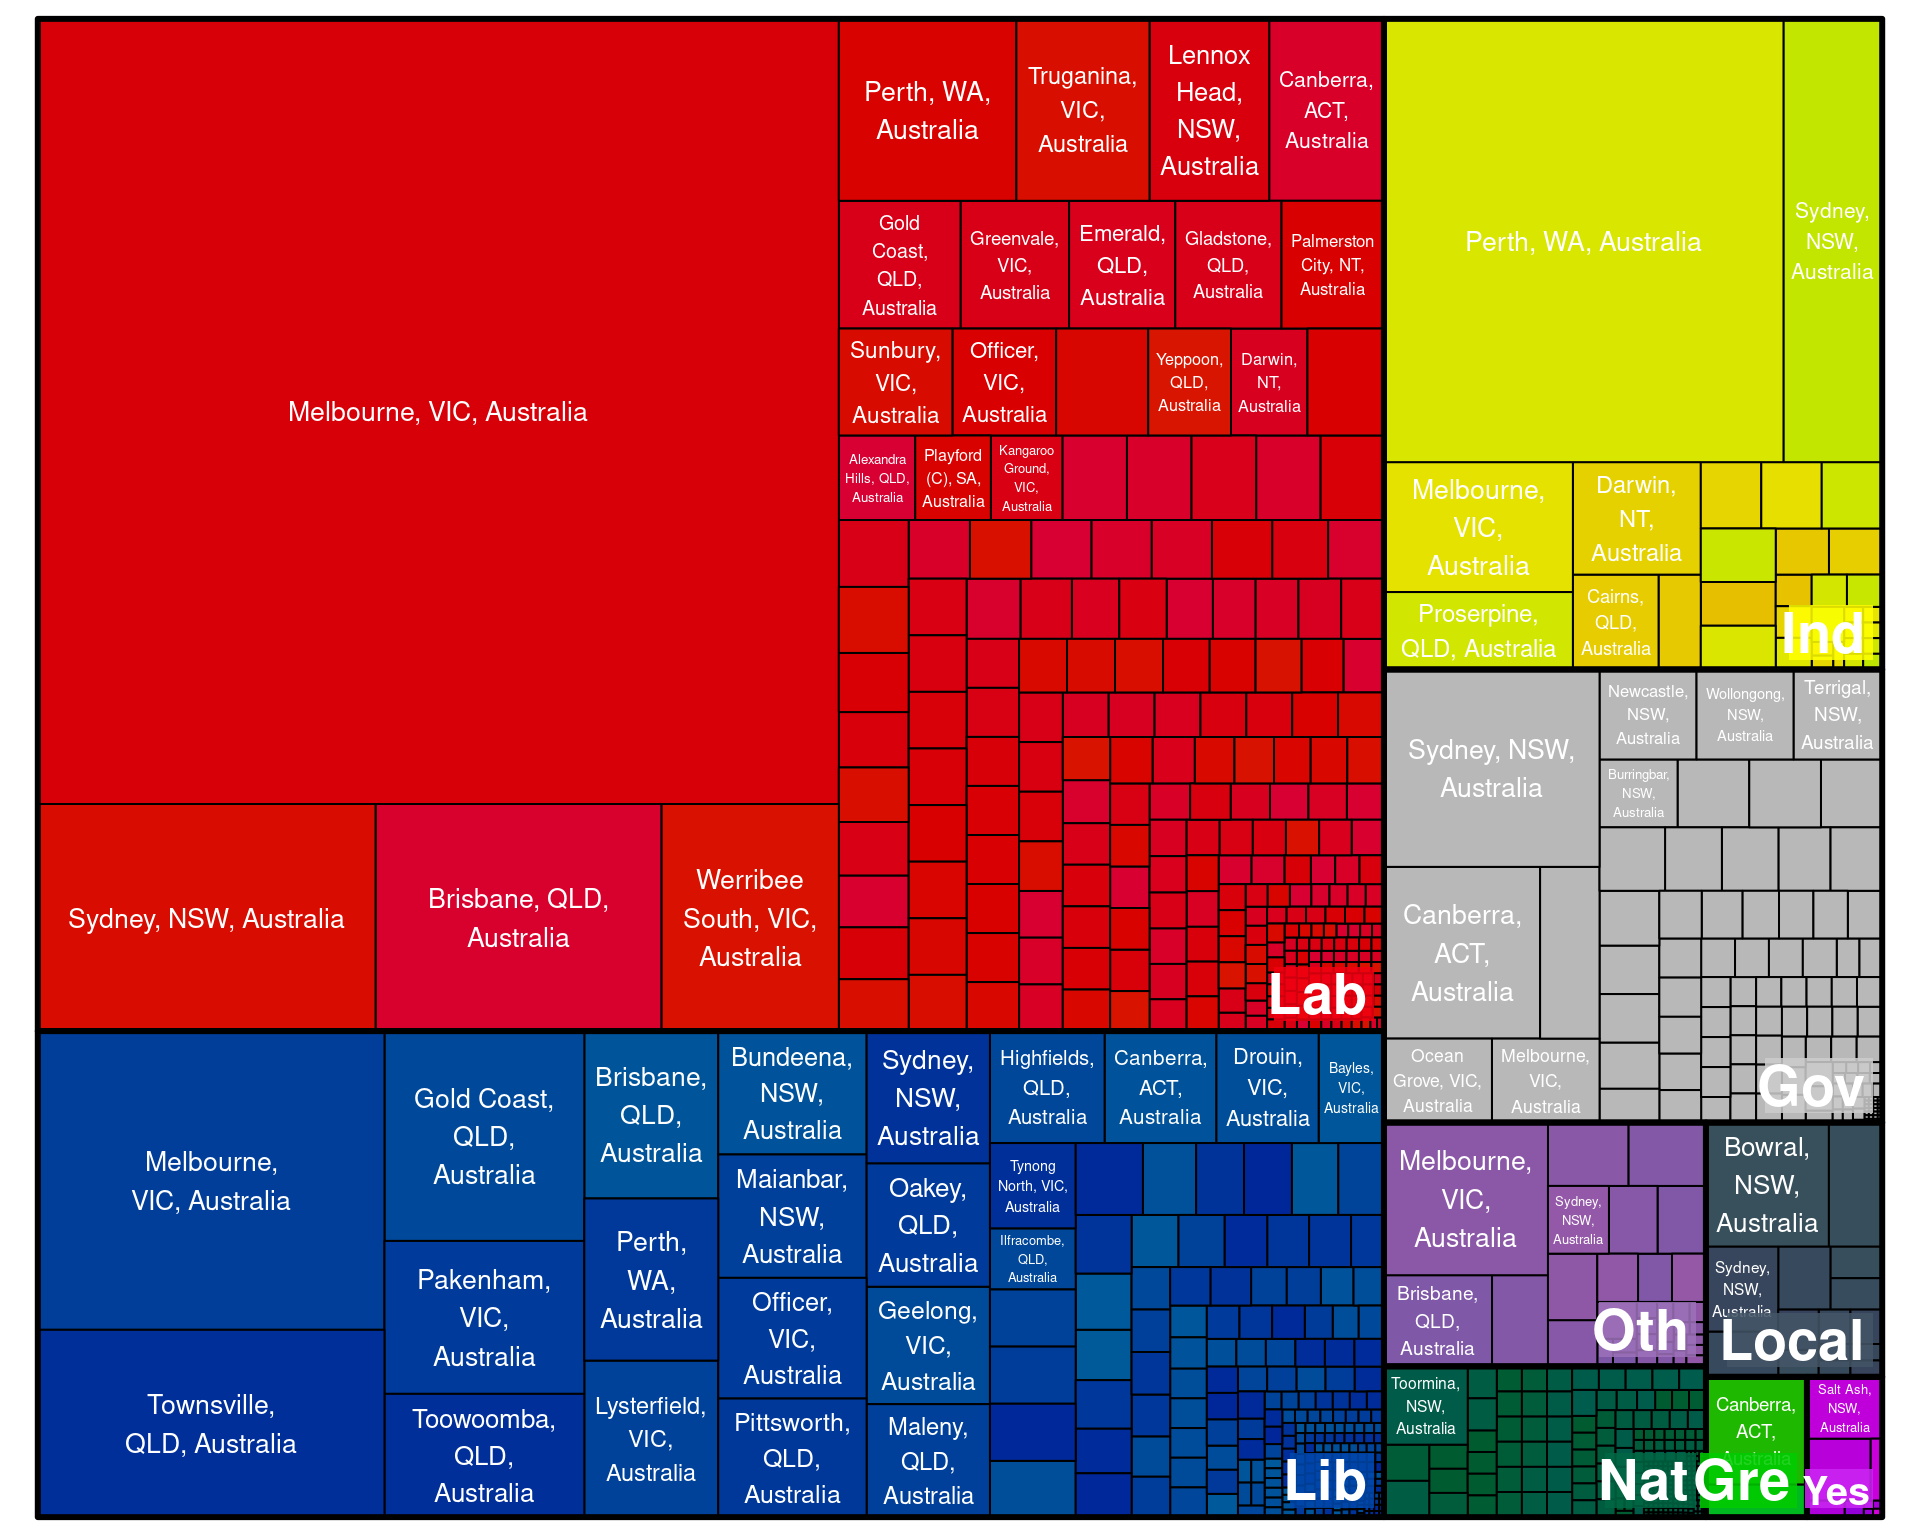 Melbourne, VIC, Australia
Sydney, NSW, Australia
Brisbane, QLD,
Australia
Werribee
South, VIC,
Australia
Perth, WA,
Australia
Truganina,
VIC,
Australia
Lennox
Head,
NSW,
Australia
Canberra,
ACT,
Australia
Gold
Coast,
QLD,
Australia
Greenvale,
VIC,
Australia
Emerald,
QLD,
Australia
Gladstone,
QLD,
Australia
Palmerston
City, NT,
Australia
Sunbury,
VIC,
Australia
Officer,
VIC,
Australia
Yeppoon,
QLD,
Australia
Darwin,
NT,
Australia
Alexandra
Hills, QLD,
Australia
Playford
(C), SA,
Australia
Kangaroo
Ground,
VIC,
Australia
Lab
Melbourne,
VIC, Australia
Townsville,
QLD, Australia
Gold Coast,
QLD,
Australia
Pakenham,
VIC,
Australia
Toowoomba,
QLD,
Australia
Brisbane,
QLD,
Australia
Perth,
WA,
Australia
Lysterfield,
VIC,
Australia
Bundeena,
NSW,
Australia
Maianbar,
NSW,
Australia
Officer,
VIC,
Australia
Pittsworth,
QLD,
Australia
Sydney,
NSW,
Australia
Oakey,
QLD,
Australia
Geelong,
VIC,
Australia
Maleny,
QLD,
Australia
Highfields,
QLD,
Australia
Canberra,
ACT,
Australia
Drouin,
VIC,
Australia
Bayles,
VIC,
Australia
Tynong
North, VIC,
Australia
Ilfracombe,
QLD,
Australia
Lib
Perth, WA, Australia
Sydney,
NSW,
Australia
Melbourne,
VIC,
Australia
Proserpine,
QLD, Australia
Darwin,
NT,
Australia
Cairns,
QLD,
Australia
Ind
Sydney, NSW,
Australia
Newcastle,
NSW,
Australia
Wollongong,
NSW,
Australia
Terrigal,
NSW,
Australia
Burringbar,
NSW,
Australia
Canberra,
ACT,
Australia
Ocean
Grove, VIC,
Australia
Melbourne,
VIC,
Australia
Gov
Melbourne,
VIC,
Australia
Sydney,
NSW,
Australia
Brisbane,
QLD,
Australia
Oth
Bowral,
NSW,
Australia
Sydney,
NSW,
Australia
Local
Toormina,
NSW,
Australia
Nat
Canberra,
ACT,
Australia
Gre
Salt Ash,
NSW,
Australia
Yes